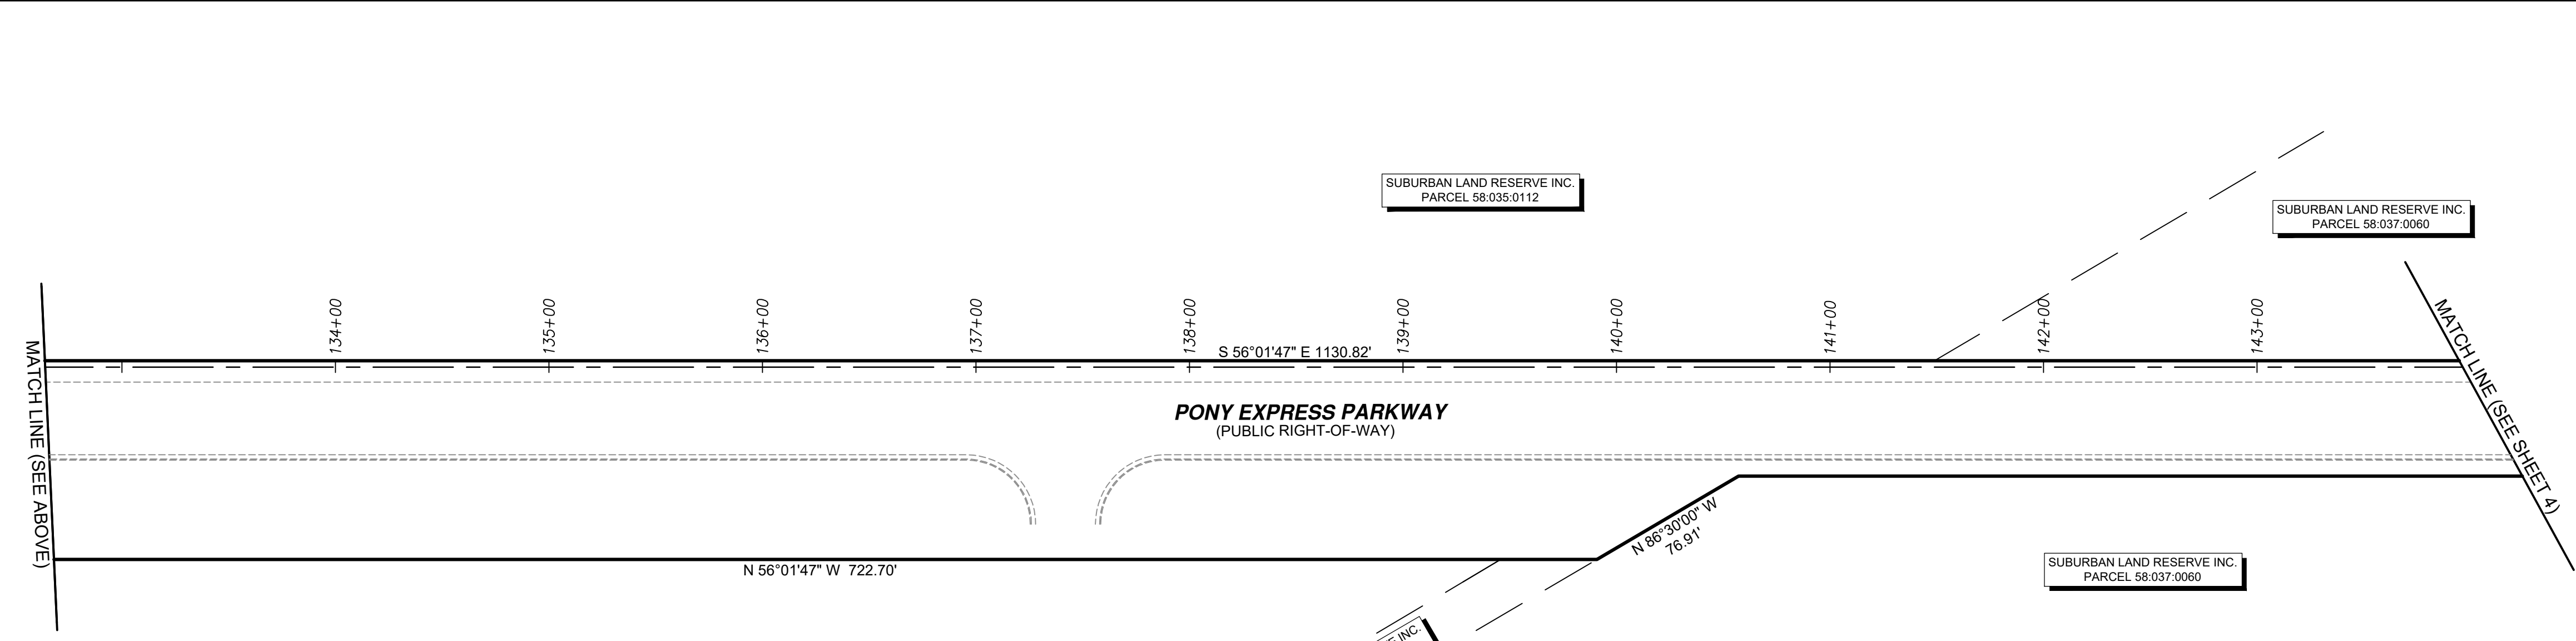 SUBURBAN LAND RESERVE INC.
PARCEL 58:035:0112
SUBURBAN LAND RESERVE INC.
PARCEL 58:037:0060
134+00
135+00
136+00
137+00
138+00
139+00
140+00
141+00
142+00
143+00
S 56°01'47" E 1130.82'
MATCH LINE (SEE ABOVE)
MATCH LINE (SEE SHEET 4)
PONY EXPRESS PARKWAY
(PUBLIC RIGHT-OF-WAY)
N 86°30'00" W
76.91'
N 56°01'47" W 722.70'
SUBURBAN LAND RESERVE INC.
PARCEL 58:037:0060
INC.